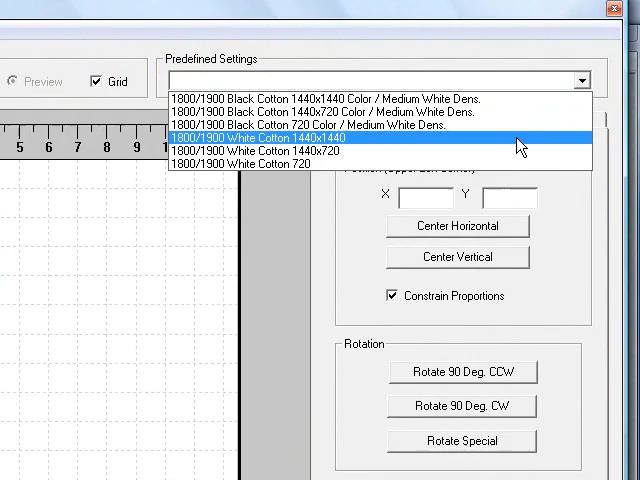 Predefined Settings
Preview
Grid
1800/1900 Black Cotton 1440x1440 Color / Medium White Dens.
1800/1900 Black Cotton 1440x720 Color / Medium White Dens.
1800/1900 Black Cotton 720 Color / Medium White Dens.
1800/1900 White Cotton 1440x1440
1800/1900 White Cotton 1440x720
1800/1900 White Cotton 720
5 6 7 8 9 1
X Y
Center Horizontal
Center Vertical
Constrain Proportions
Rotation
Rotate 90 Deg. CCW
Rotate 90 Deg. CW
Rotate Special